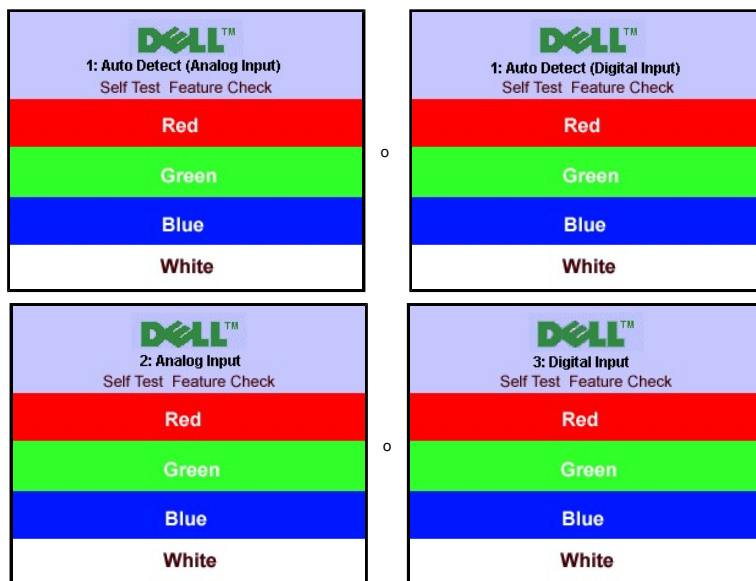 DELL™
1: Auto Detect (Analog Input)
Self Test Feature Check
Red
Green
Blue
White
o
DELL™
1: Auto Detect (Digital Input)
Self Test Feature Check
Red
Green
Blue
White
DELL™
2: Analog Input
Self Test Feature Check
Red
Green
Blue
White
o
DELL™
3: Digital Input
Self Test Feature Check
Red
Green
Blue
White